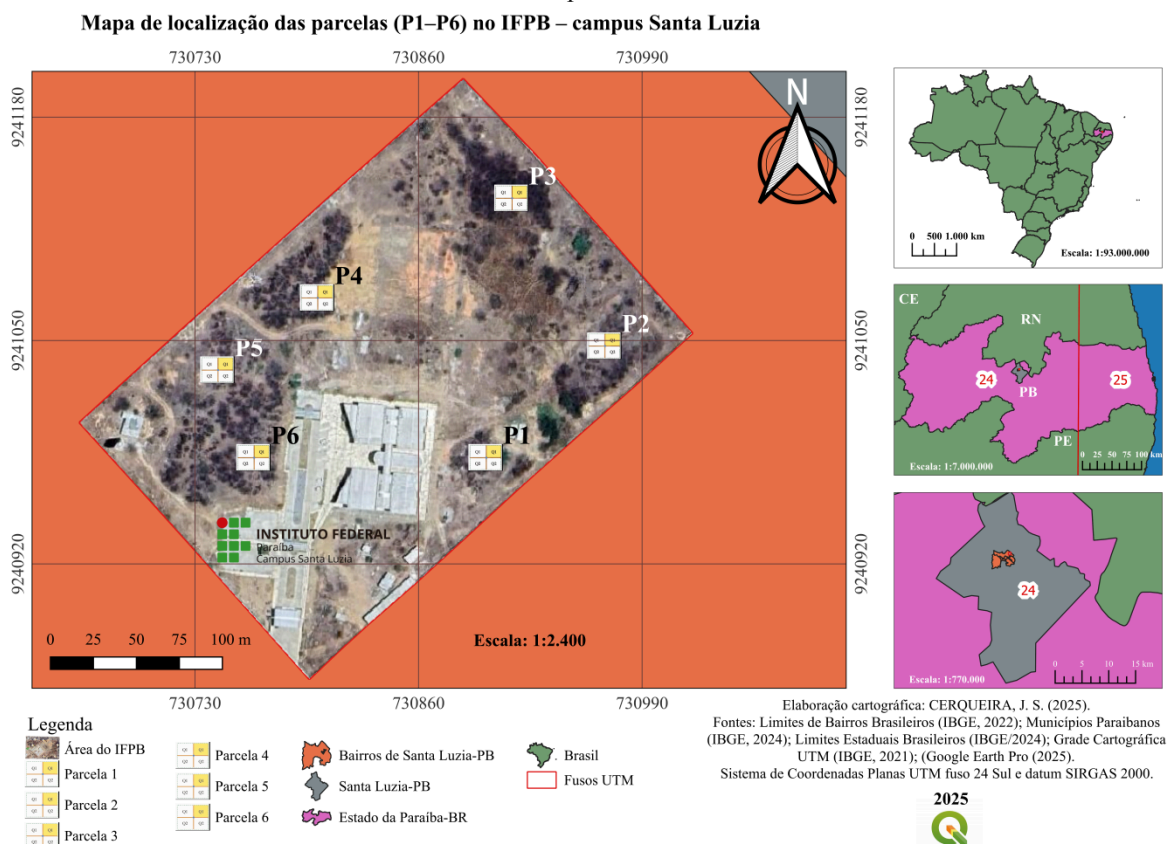 Mapa de localização das parcelas (P1–P6) no IFPB – campus Santa Luzia
730730 730860 730990
9241180 9241180
9241050 9241050
9240920 9240920
N
P3
P4
P2
P5
P6
P1
Q1
INSTITUTO FEDERAL
Paraíba
Campus Santa Luzia
0 25 50 75 100 m
Escala: 1:2.400
730730 730860 730990
0 500 1.000 km
Escala: 1:93.000.000
CE
RN
24
PB
25
PE
Escala: 1:7.000.000
0 25 50 75 100 km
24
0 5 10 15 km
Escala: 1:770.000
Legenda
Área do IFPB
Parcela 1
Parcela 2
Parcela 3
Parcela 4
Parcela 5
Parcela 6
Bairros de Santa Luzia-PB
Santa Luzia-PB
Estado da Paraíba-BR
Brasil
Fusos UTM
Elaboração cartográfica: CERQUEIRA, J. S. (2025).
Fontes: Limites de Bairros Brasileiros (IBGE, 2022); Municípios Paraibanos
(IBGE, 2024); Limites Estaduais Brasileiros (IBGE/2024); Grade Cartográfica
UTM (IBGE, 2021); (Google Earth Pro (2025).
Sistema de Coordenadas Planas UTM fuso 24 Sul e datum SIRGAS 2000.
2025